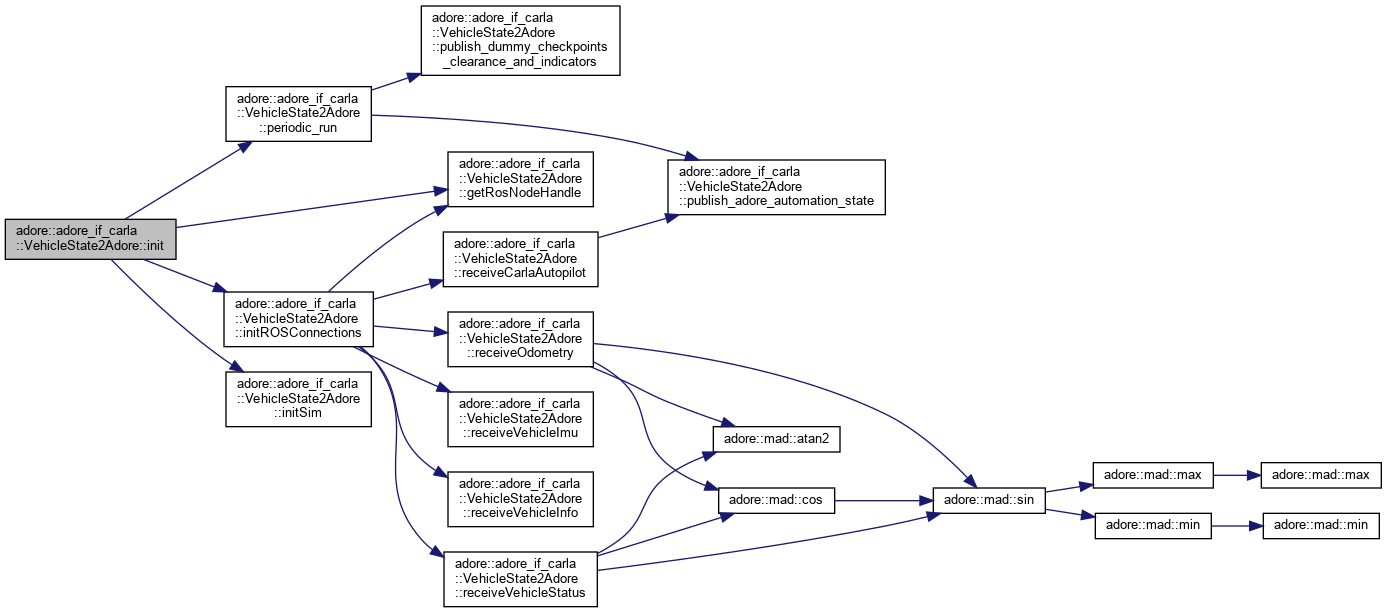 adore::adore_if_carla
::VehicleState2Adore::init
adore::adore_if_carla
::VehicleState2Adore
::periodic_run
adore::adore_if_carla
::VehicleState2Adore
::publish_dummy_checkpoints
_clearance_and_indicators
adore::adore_if_carla
::VehicleState2Adore
::getRosNodeHandle
adore::adore_if_carla
::VehicleState2Adore
::publish_adore_automation_state
adore::adore_if_carla
::VehicleState2Adore
::receiveCarlaAutopilot
adore::adore_if_carla
::VehicleState2Adore
::initROSConnections
adore::adore_if_carla
::VehicleState2Adore
::receiveOdometry
adore::adore_if_carla
::VehicleState2Adore
::initSim
adore::adore_if_carla
::VehicleState2Adore
::receiveVehicleImu
adore::adore_if_carla
::VehicleState2Adore
::receiveVehicleInfo
adore::adore_if_carla
::VehicleState2Adore
::receiveVehicleStatus
adore::mad::atan2
adore::mad::cos
adore::mad::sin
adore::mad::max
adore::mad::max
adore::mad::min
adore::mad::min